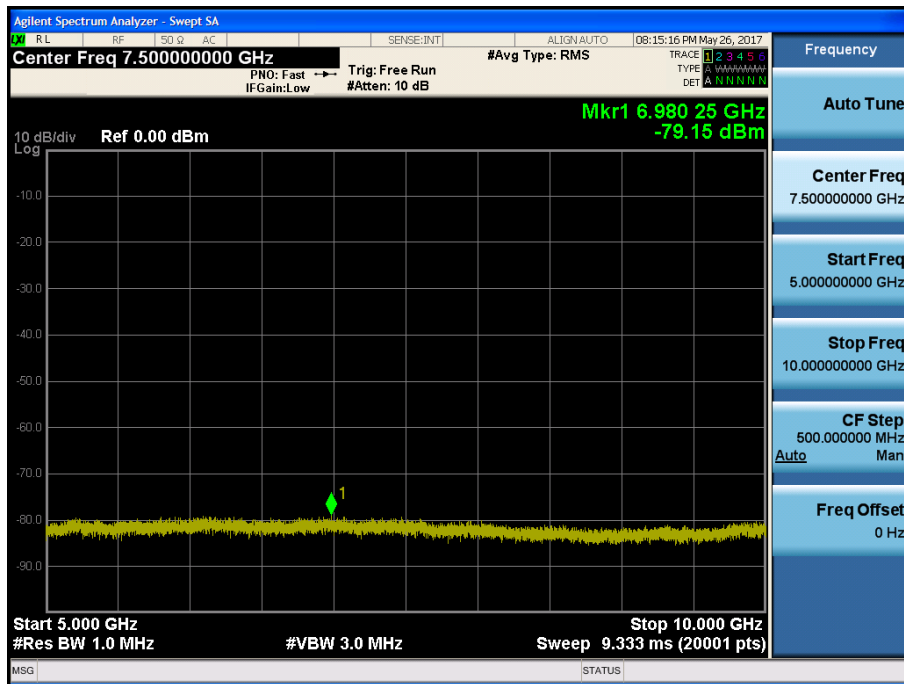 Agilent Spectrum Analyzer - Swept SA
LXI RL RF 50 Ω AC SENSE:INT ALIGN AUTO 08:15:16 PM May 26, 2017
Center Freq 7.500000000 GHz
PNO: Fast
IFGain:Low
Trig: Free Run
#Atten: 10 dB
#Avg Type: RMS
TRACE 1 2 3 4 5 6
TYPE A WWWWW
DET A N N N N N
Mkr1 6.980 25 GHz
-79.15 dBm
10 dB/div Ref 0.00 dBm
Log
-10.0
-20.0
-30.0
-40.0
-50.0
-60.0
-70.0
-80.0
-90.0
1
Start 5.000 GHz Stop 10.000 GHz
#Res BW 1.0 MHz #VBW 3.0 MHz Sweep 9.333 ms (20001 pts)
MSG STATUS
Frequency
Auto Tune
Center Freq
7.500000000 GHz
Start Freq
5.000000000 GHz
Stop Freq
10.000000000 GHz
CF Step
500.000000 MHz
Auto Man
Freq Offset
0 Hz